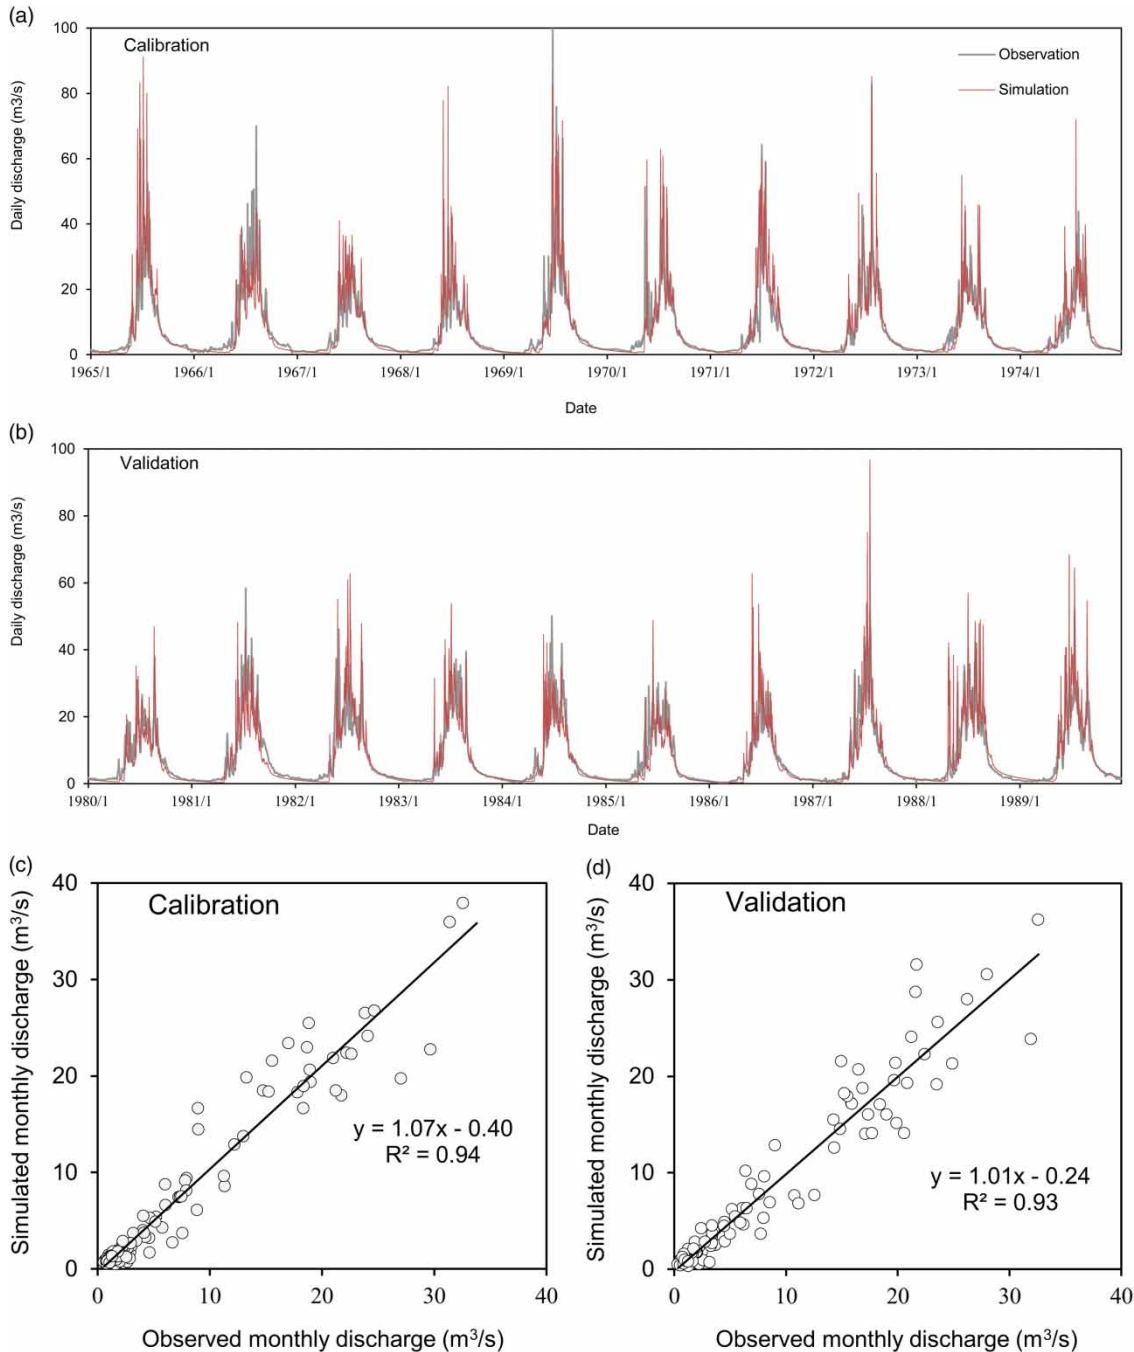 (a)
100
80
60
40
20
0
Daily discharge (m3/s)
Calibration
Observation
Simulation
1965/1 1966/1 1967/1 1968/1 1969/1 1970/1 1971/1 1972/1 1973/1 1974/1
Date
(b)
100
80
60
40
20
0
Daily discharge (m3/s)
Validation
1980/1 1981/1 1982/1 1983/1 1984/1 1985/1 1986/1 1987/1 1988/1 1989/1
Date
(c)
40
30
20
10
0
Simulated monthly discharge (m³/s)
Calibration
y = 1.07x - 0.40
R² = 0.94
0 10 20 30 40
Observed monthly discharge (m³/s)
(d)
40
30
20
10
0
Simulated monthly discharge (m³/s)
Validation
y = 1.01x - 0.24
R² = 0.93
0 10 20 30 40
Observed monthly discharge (m³/s)